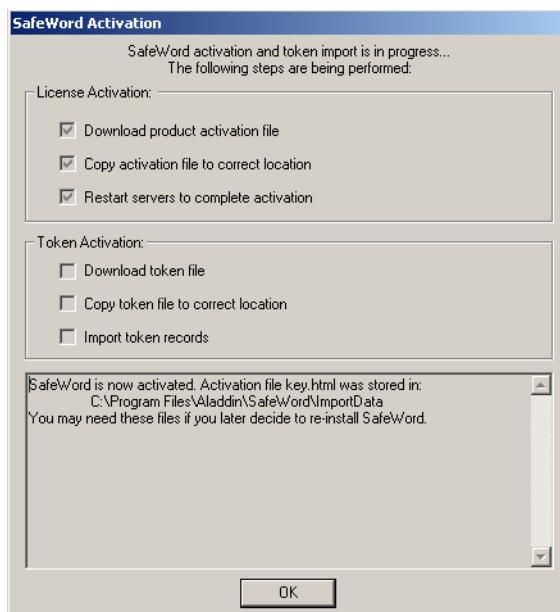 SafeWord Activation
SafeWord activation and token import is in progress...
The following steps are being performed:
License Activation:
Download product activation file
Copy activation file to correct location
Restart servers to complete activation
Token Activation:
Download token file
Copy token file to correct location
Import token records
SafeWord is now activated. Activation file key.html was stored in:
C:\Program Files\Aladdin\SafeWord\ImportData
You may need these files if you later decide to re-install SafeWord.
OK